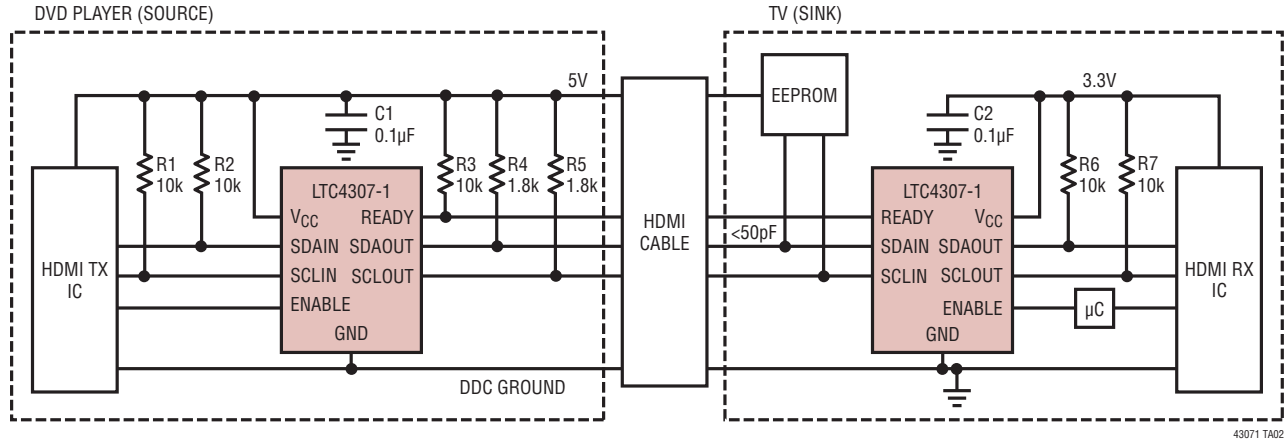 DVD PLAYER (SOURCE)
TV (SINK)
5V
3.3V
EEPROM
C1
0.1µF
C2
0.1µF
R1
10k
R2
10k
R3
10k
R4
1.8k
R5
1.8k
R6
10k
R7
10k
HDMI TX
IC
LTC4307-1
VCC
READY
SDAIN
SDAOUT
SCLIN
SCLOUT
ENABLE
GND
DDC GROUND
HDMI
CABLE
<50pF
LTC4307-1
READY
VCC
SDAIN
SDAOUT
SCLIN
SCLOUT
ENABLE
GND
µC
HDMI RX
IC
43071 TA02